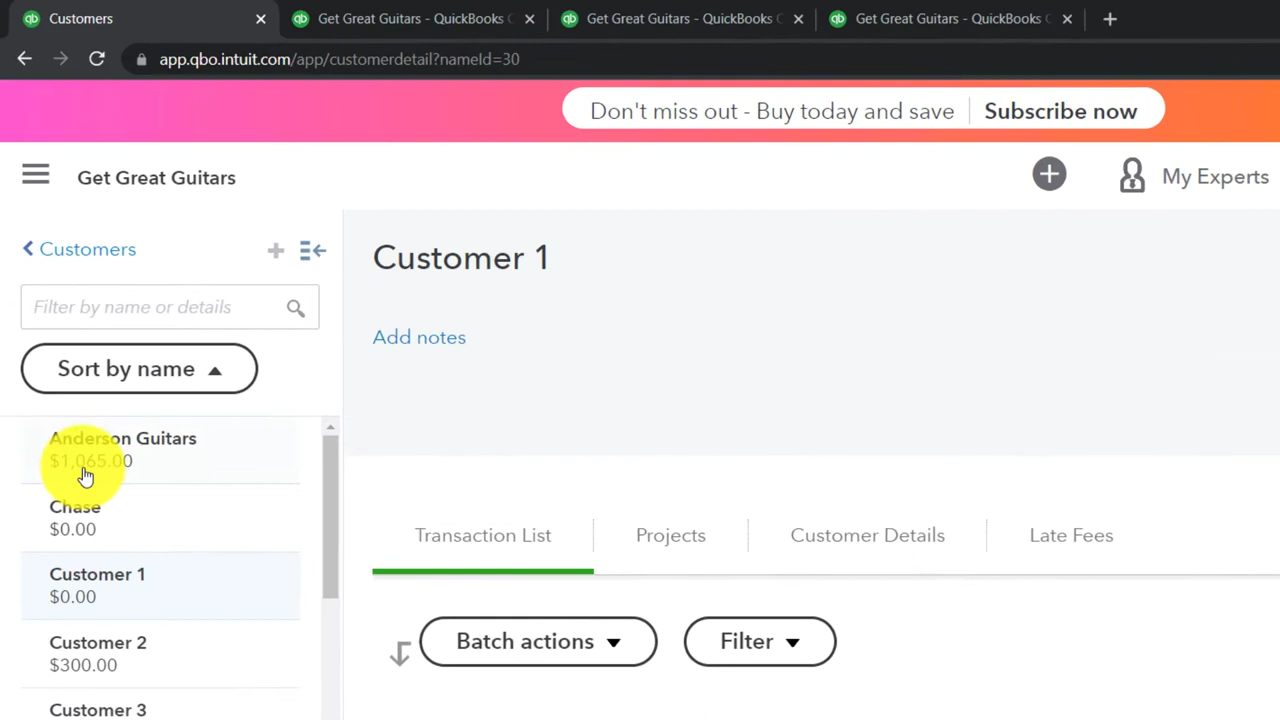 Customers
Get Great Guitars - QuickBooks
Get Great Guitars - QuickBooks
Get Great Guitars - QuickBooks
app.qbo.intuit.com/app/customerdetail?nameId=30
Don't miss out - Buy today and save
Subscribe now
Get Great Guitars
My Experts
Customers
Customer 1
Filter by name or details
Add notes
Sort by name
Anderson Guitars
$1,065.00
Chase
$0.00
Transaction List
Projects
Customer Details
Late Fees
Customer 1
$0.00
Customer 2
$300.00
Batch actions
Filter
Customer 3